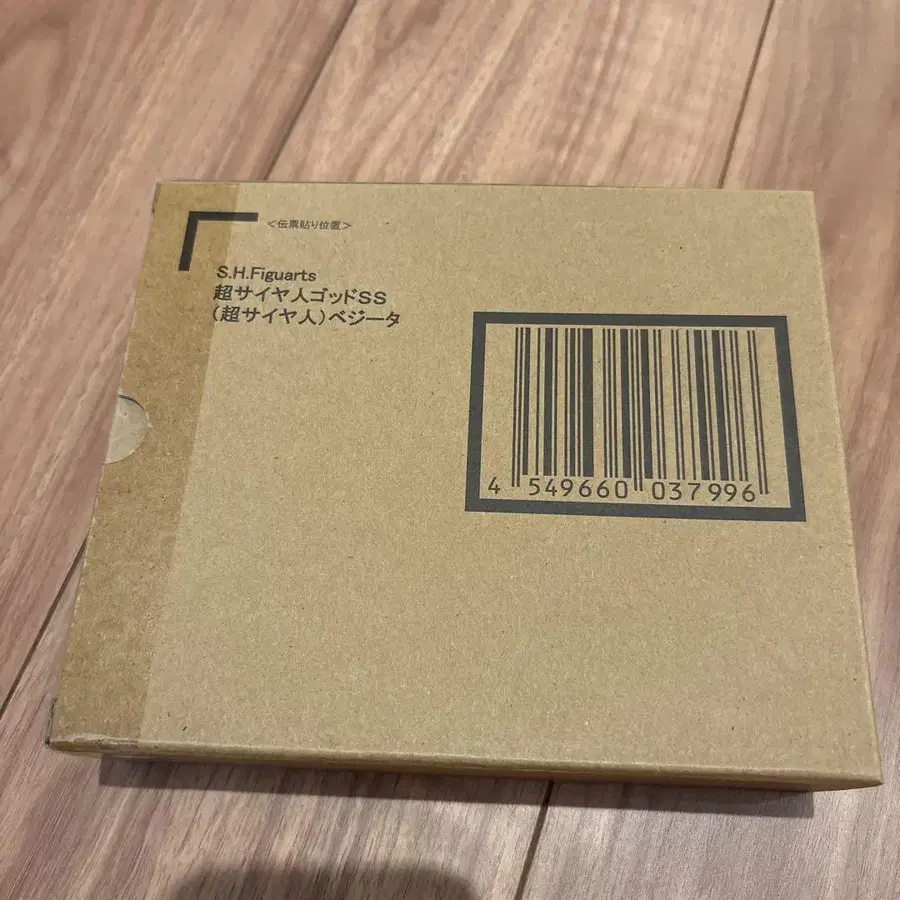 ＜伝票貼り位置＞
S.H.Figuarts
超サイヤ人ゴッドSS
(超サイヤ人)ベジータ
4 549660 037996